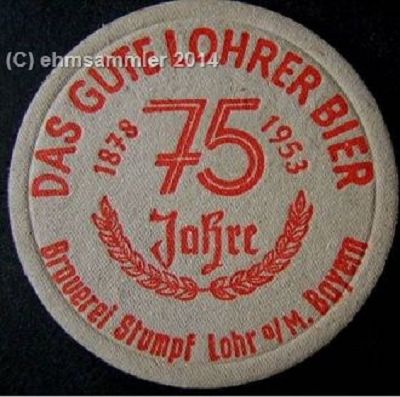 (C) ehmsammler 2014
DAS GUTE LOHRER BIER
1878 75 1953
Jahre
Brauerei Stumpf Lohr a/M. Bayern